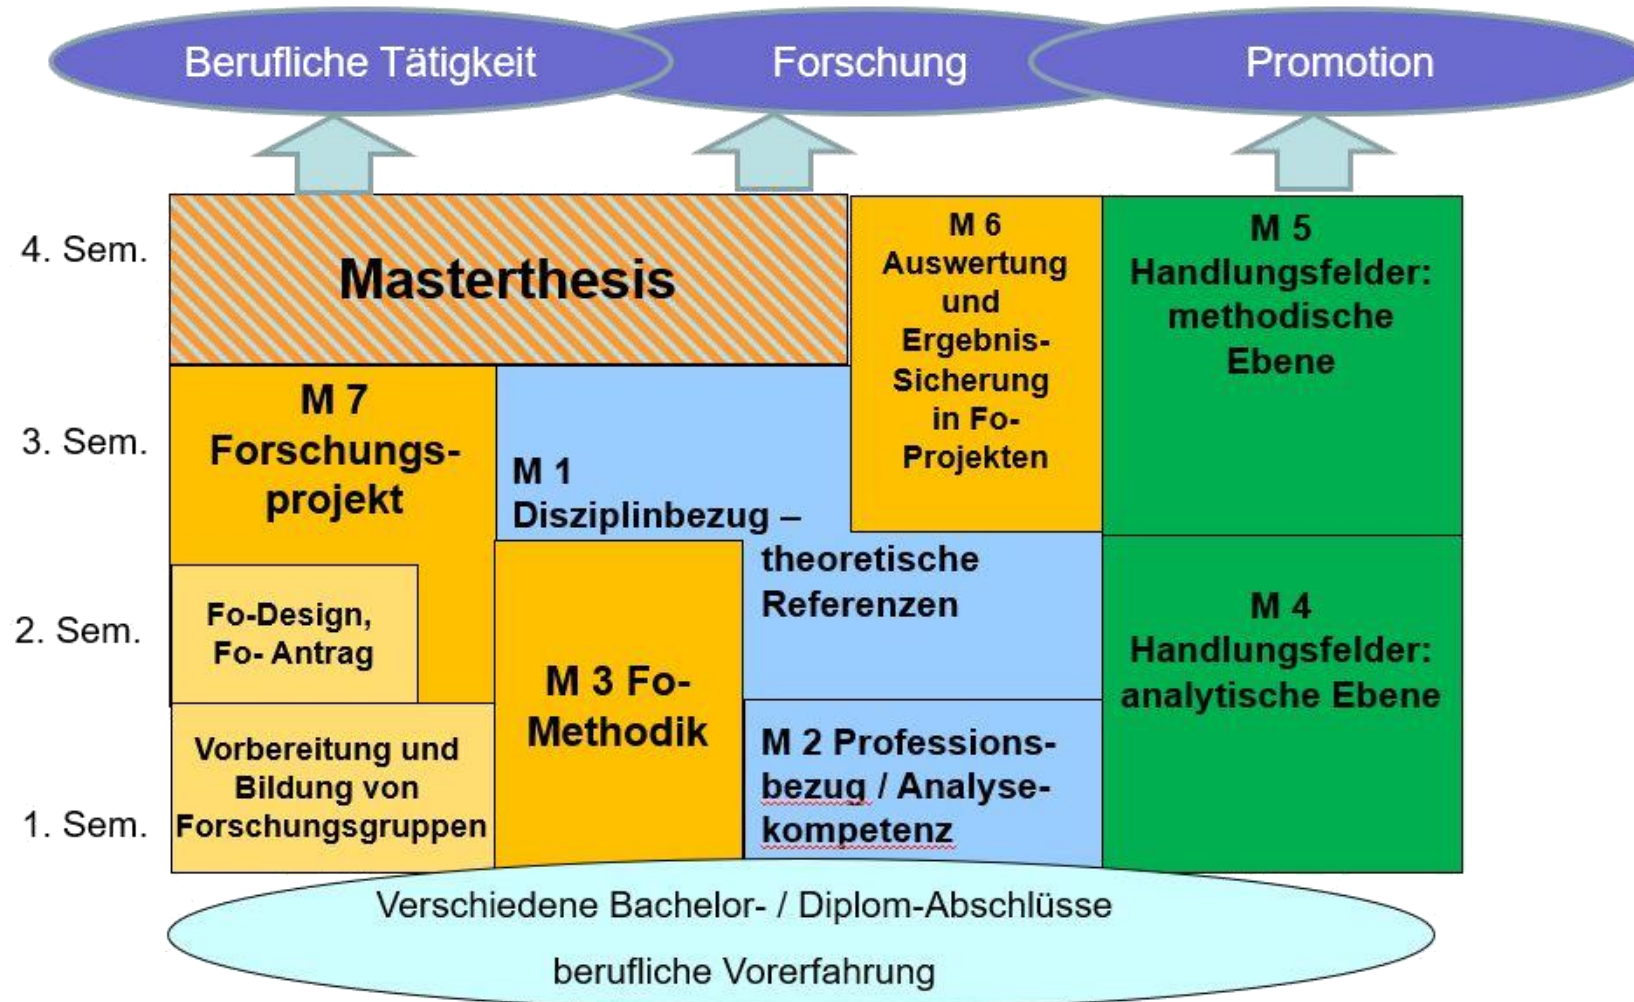 Berufliche Tätigkeit
Forschung
Promotion
4. Sem.
3. Sem.
2. Sem.
1. Sem.
Masterthesis
M 6
Auswertung
und
Ergebnis-
Sicherung
in Fo-
Projekten
M 5
Handlungsfelder:
methodische
Ebene
M 7
Forschungs-
projekt
M 1
Disziplinbezug –
theoretische
Referenzen
Fo-Design,
Fo- Antrag
M 3 Fo-
Methodik
M 4
Handlungsfelder:
analytische Ebene
Vorbereitung und
Bildung von
Forschungsgruppen
M 2 Professions-
bezug / Analyse-
kompetenz
Verschiedene Bachelor- / Diplom-Abschlüsse
berufliche Vorerfahrung